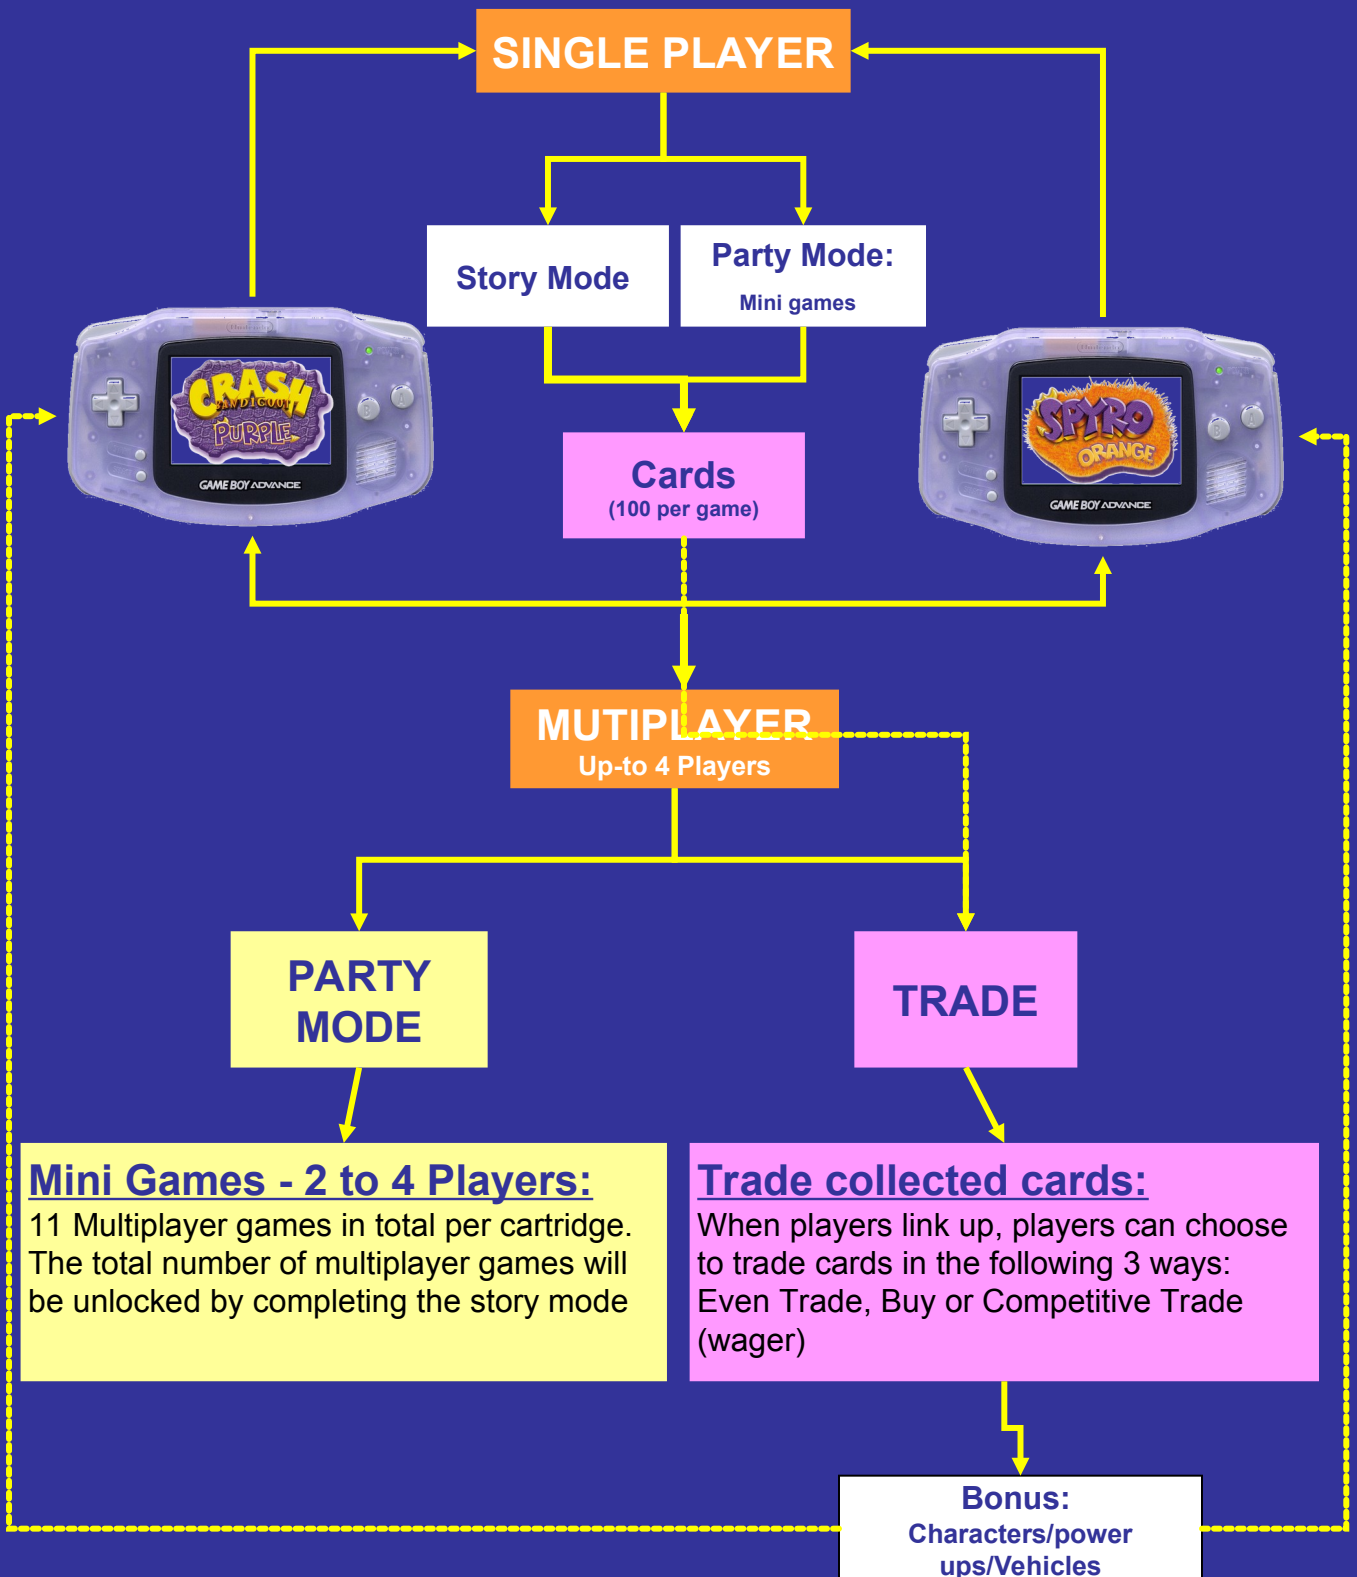 SINGLE PLAYER
Story Mode
Party Mode:
Mini games
CRASH
BANDICOOT
PURPLE
B
A
GAME BOY ADVANCE
SPYRO
ORANGE
B
A
GAME BOY ADVANCE
Cards
(100 per game)
MUTIPLAYER
Up-to 4 Players
PARTY
MODE
TRADE
Mini Games - 2 to 4 Players:
11 Multiplayer games in total per cartridge.
The total number of multiplayer games will
be unlocked by completing the story mode
Trade collected cards:
When players link up, players can choose
to trade cards in the following 3 ways:
Even Trade, Buy or Competitive Trade
(wager)
Bonus:
Characters/power
ups/Vehicles